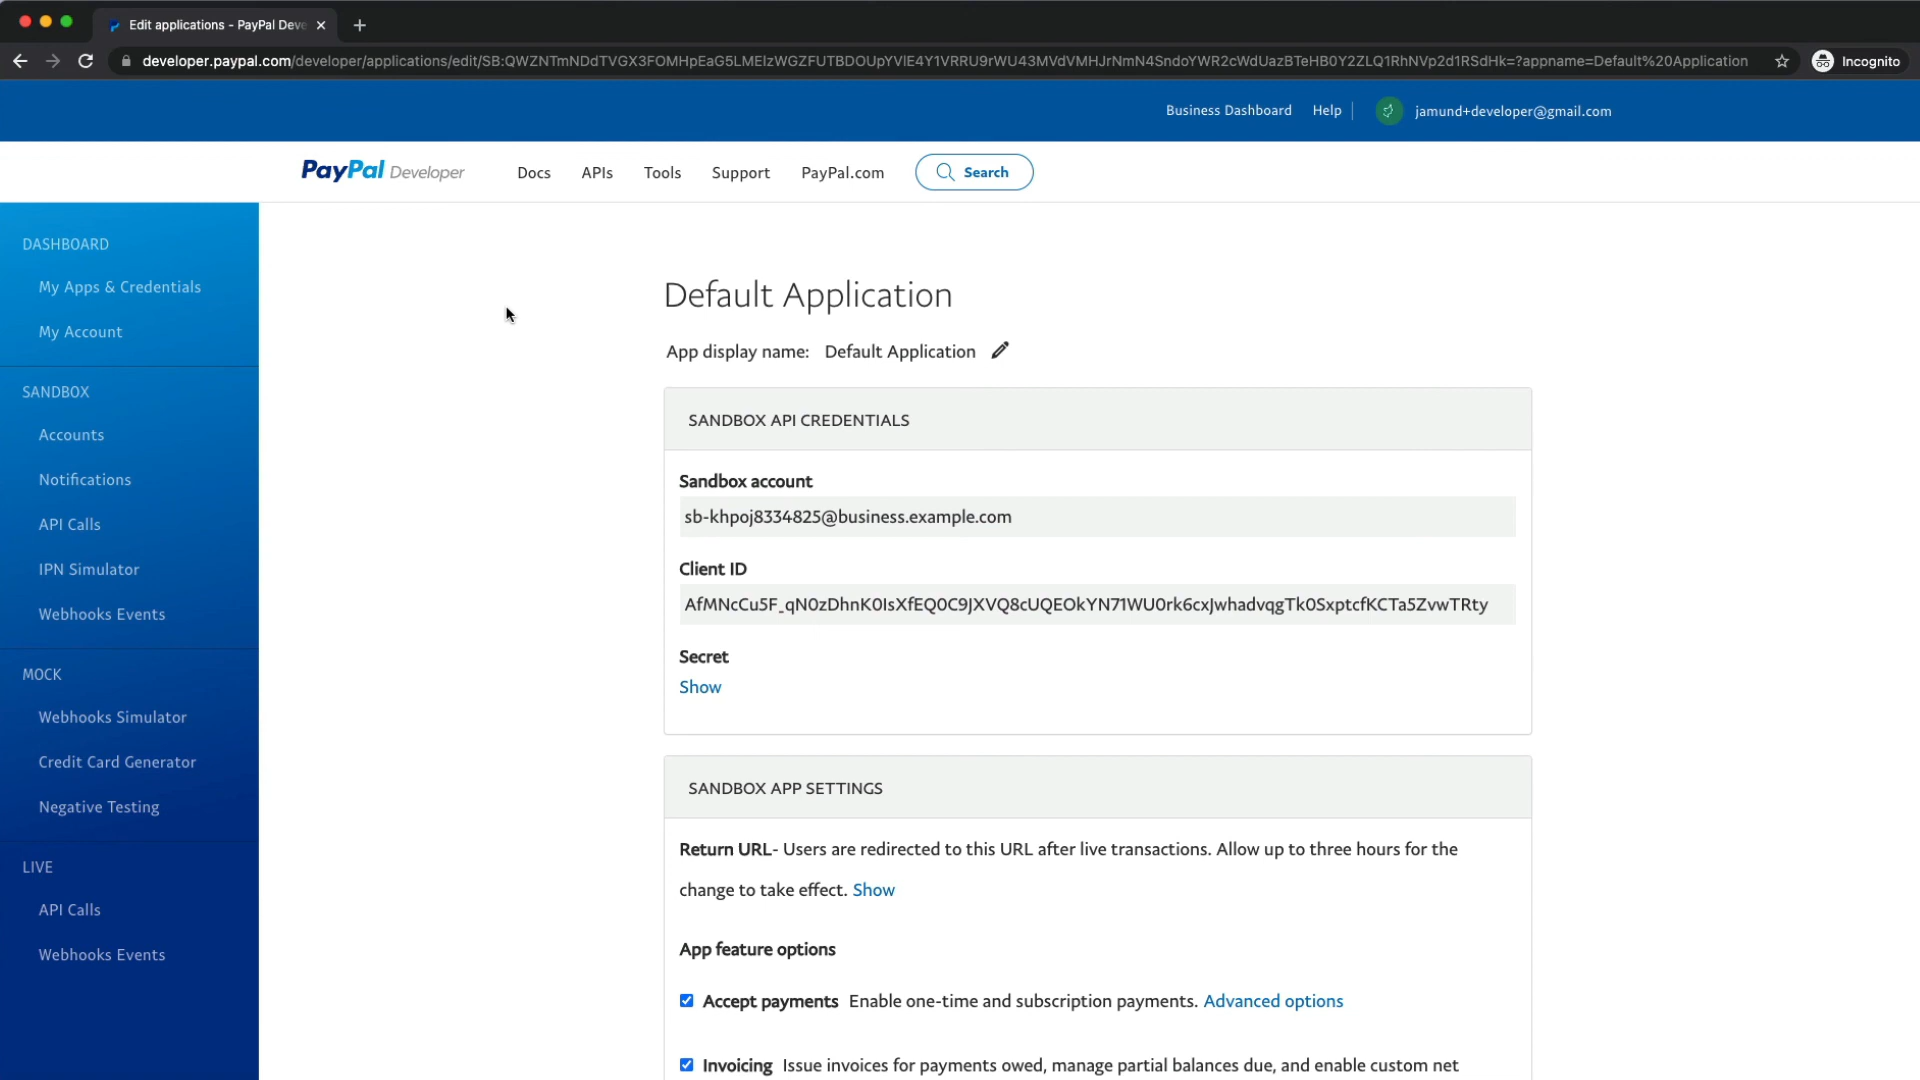 Edit applications - PayPal Deve
developer.paypal.com/developer/applications/edit/SB:QWZNTmNDdTVGX3FOMHpEaG5LMElzWGZFUTBDOUpYVlE4Y1VRRU9rWU43MVdVMHJrNmN4SndoYWR2cWdUazBTeHB0Y2ZLQ1RhNVp2d1RSdHk=?appname=Default%20Application
Incognito
Business Dashboard Help jamund+developer@gmail.com
PayPal Developer Docs APIs Tools Support PayPal.com Search
DASHBOARD
My Apps & Credentials
My Account
SANDBOX
Accounts
Notifications
API Calls
IPN Simulator
Webhooks Events
MOCK
Webhooks Simulator
Credit Card Generator
Negative Testing
LIVE
API Calls
Webhooks Events
Default Application
App display name: Default Application
SANDBOX API CREDENTIALS
Sandbox account
sb-khpoj8334825@business.example.com
Client ID
AfMNcCu5F_qN0zDhnK0IsXfEQ0C9JXVQ8cUQEOkYN71WU0rk6cxJwhadvqgTk0SxptcfKCTa5ZvwTRty
Secret
Show
SANDBOX APP SETTINGS
Return URL- Users are redirected to this URL after live transactions. Allow up to three hours for the
change to take effect. Show
App feature options
Accept payments Enable one-time and subscription payments. Advanced options
Invoicing Issue invoices for payments owed, manage partial balances due, and enable custom net